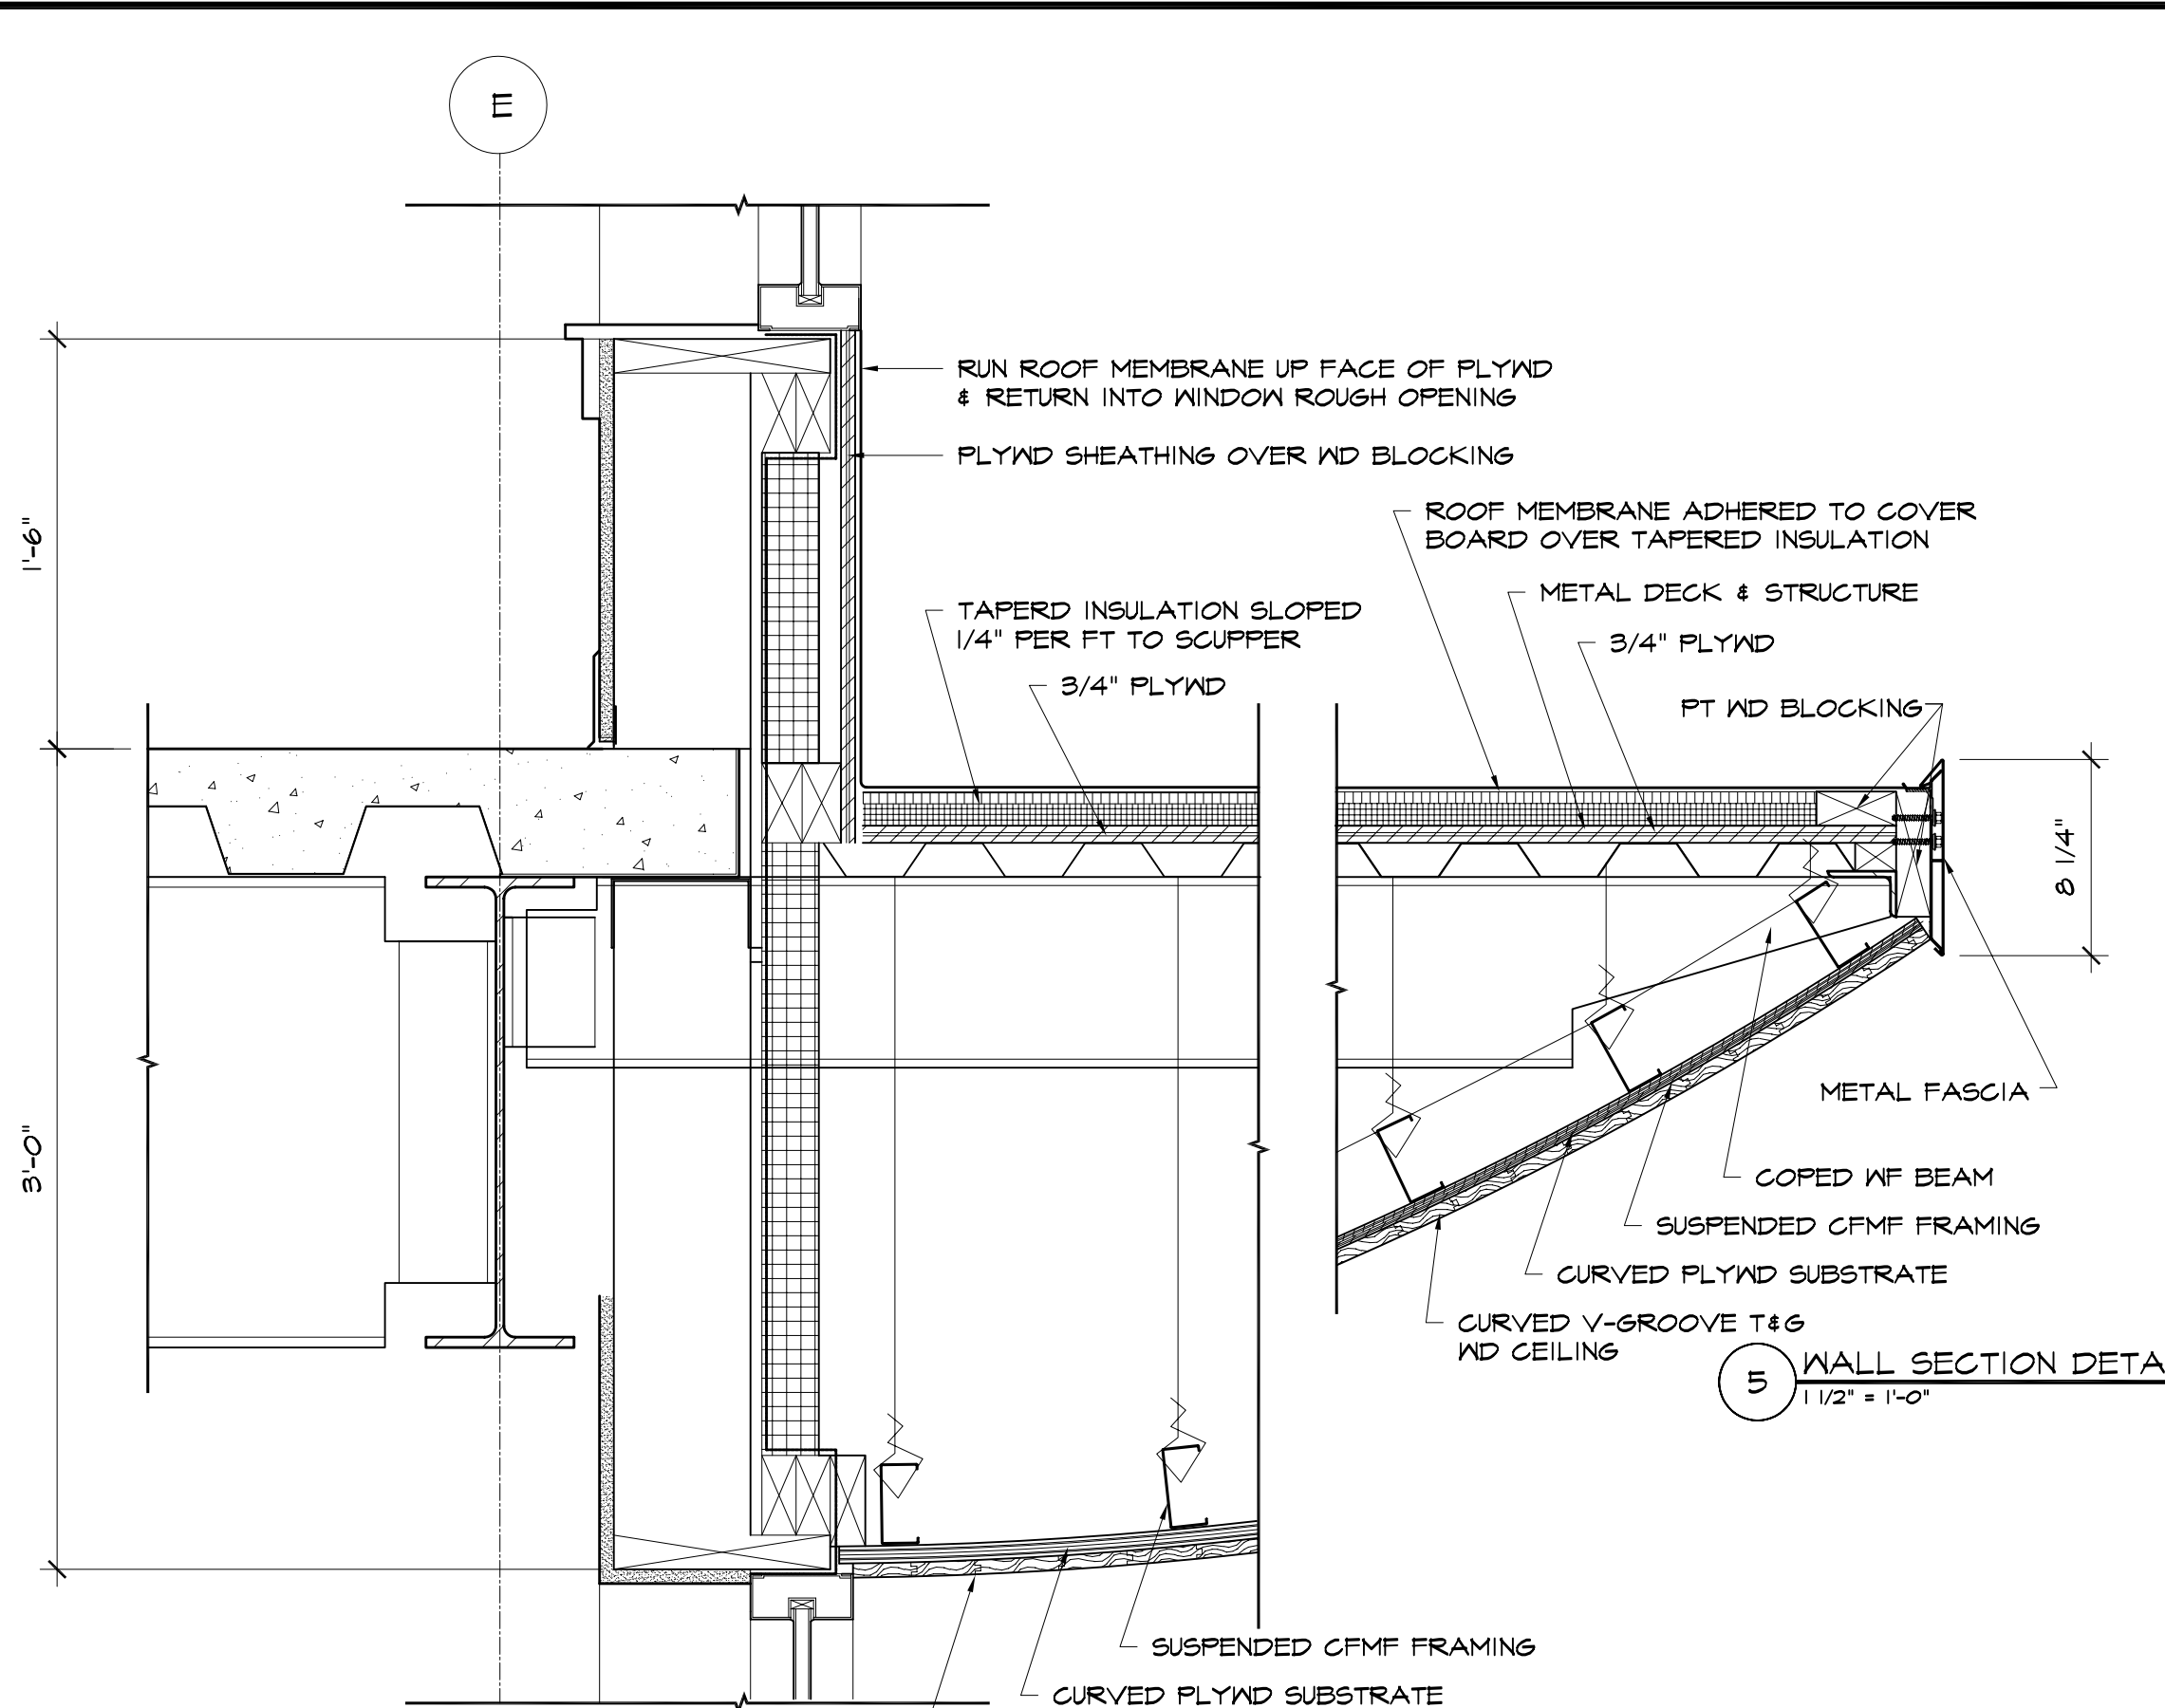 E
RUN ROOF MEMBRANE UP FACE OF PLYWD
& RETURN INTO WINDOW ROUGH OPENING
PLYWD SHEATHING OVER WD BLOCKING
ROOF MEMBRANE ADHERED TO COVER
BOARD OVER TAPERED INSULATION
METAL DECK & STRUCTURE
TAPERD INSULATION SLOPED
1/4" PER FT TO SCUPPER
3/4" PLYWD
3/4" PLYWD
PT WD BLOCKING
1'-6"
8 1/4"
3'-0"
METAL FASCIA
COPED WF BEAM
SUSPENDED CFMF FRAMING
CURVED PLYWD SUBSTRATE
CURVED V-GROOVE T&G
WD CEILING
5 WALL SECTION DETA
1 1/2" = 1'-0"
SUSPENDED CFMF FRAMING
CURVED PLYWD SUBSTRATE